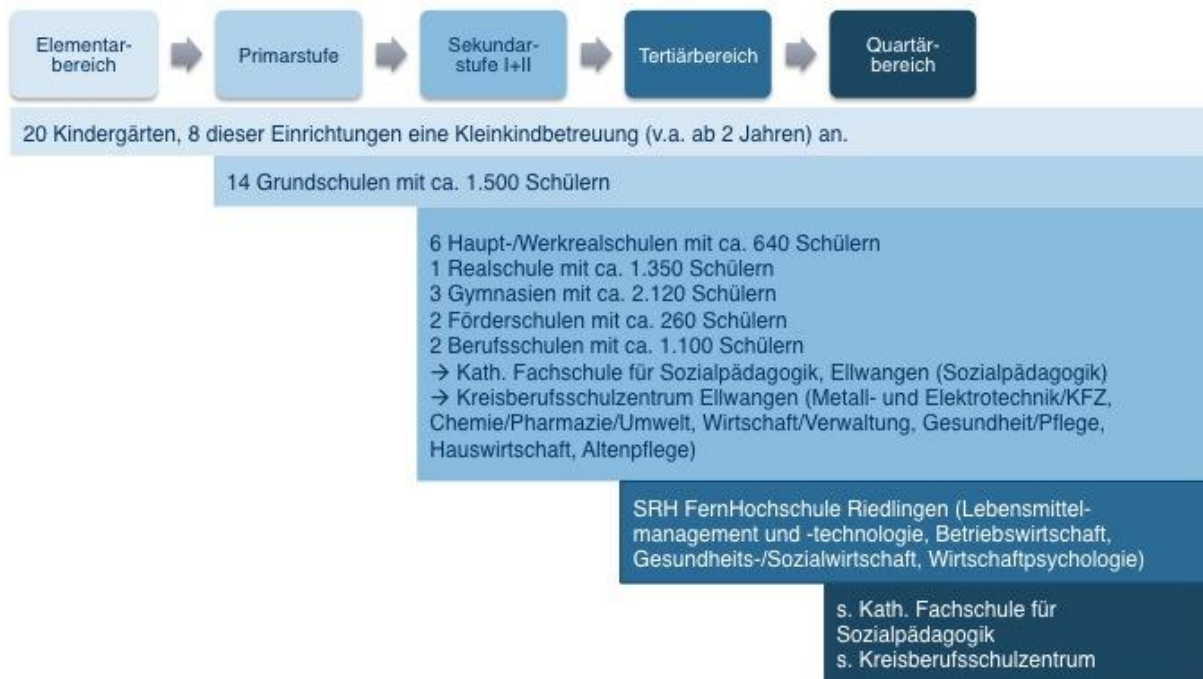 Elementar-
bereich
Primarstufe
Sekundar-
stufe I+II
Tertiärbereich
Quartär-
bereich
20 Kindergärten, 8 dieser Einrichtungen eine Kleinkindbetreuung (v.a. ab 2 Jahren) an.
14 Grundschulen mit ca. 1.500 Schülern
6 Haupt-/Werkrealschulen mit ca. 640 Schülern
1 Realschule mit ca. 1.350 Schülern
3 Gymnasien mit ca. 2.120 Schülern
2 Förderschulen mit ca. 260 Schülern
2 Berufsschulen mit ca. 1.100 Schülern
→ Kath. Fachschule für Sozialpädagogik, Ellwangen (Sozialpädagogik)
→ Kreisberufsschulzentrum Ellwangen (Metall- und Elektrotechnik/KFZ,
Chemie/Pharmazie/Umwelt, Wirtschaft/Verwaltung, Gesundheit/Pflege,
Hauswirtschaft, Altenpflege)
SRH FernHochschule Riedlingen (Lebensmittel-
management und -technologie, Betriebswirtschaft,
Gesundheits-/Sozialwirtschaft, Wirtschaftpsychologie)
s. Kath. Fachschule für
Sozialpädagogik
s. Kreisberufsschulzentrum